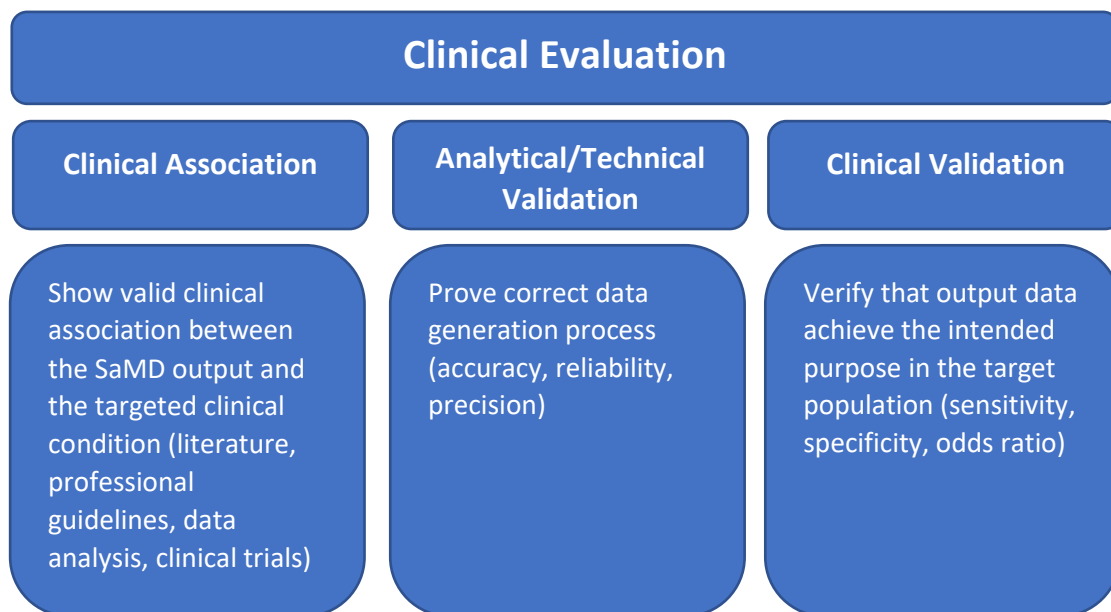 Clinical Evaluation
Clinical Association
Analytical/Technical
Validation
Clinical Validation
Show valid clinical
association between
the SaMD output and
the targeted clinical
condition (literature,
professional
guidelines, data
analysis, clinical trials)
Prove correct data
generation process
(accuracy, reliability,
precision)
Verify that output data
achieve the intended
purpose in the target
population (sensitivity,
specificity, odds ratio)